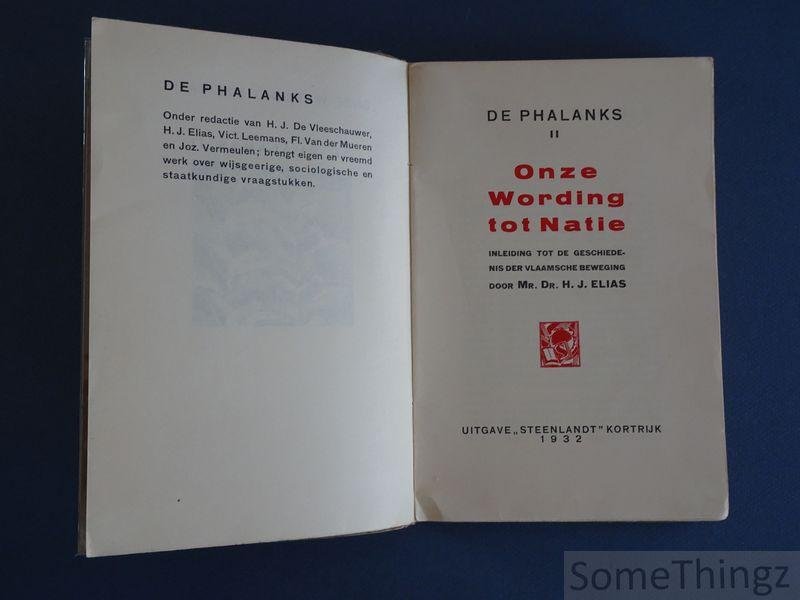 DE PHALANKS
Onder redactie van H. J. De Vleeschauwer,
H. J. Elias, Vict. Leemans, Fl. Van der Mueren
en Joz. Vermeulen; brengt eigen en vreemd
werk over wijsgeerige, sociologische en
staatkundige vraagstukken.
DE PHALANKS
II
Onze
Wording
tot Natie
INLEIDING TOT DE GESCHIEDE-
NIS DER VLAAMSCHE BEWEGING
DOOR MR. DR. H. J. ELIAS
UITGAVE „STEENLANDT" KORTRIJK
1932
SomeThingz